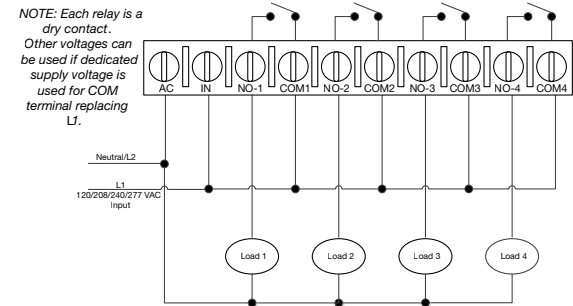 NOTE: Each relay is a
dry contact.
Other voltages can
be used if dedicated
supply voltage is
used for COM
terminal replacing
L1.
AC IN NO-1 COM1 NO-2 COM2 NO-3 COM3 NO-4 COM4
Neutral/L2
L1
120/208/240/277 VAC
Input
Load 1 Load 2 Load 3 Load 4